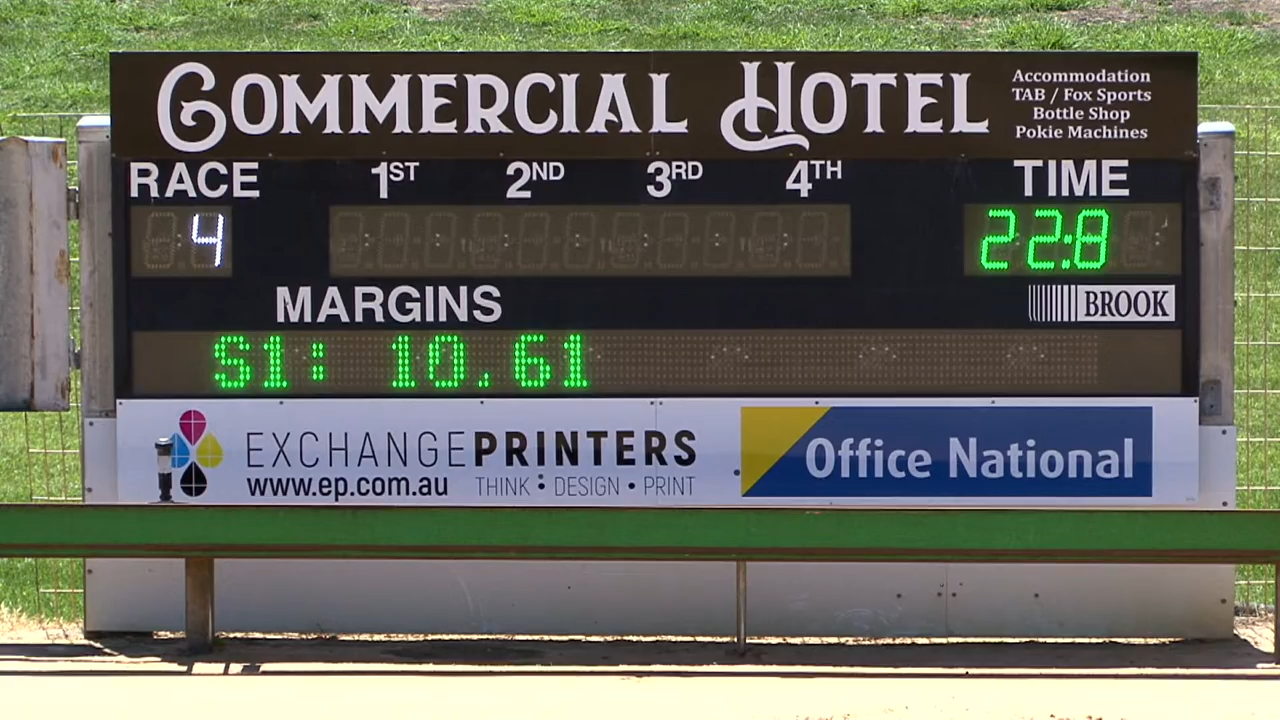 COMMERCIAL HOTEL
Accommodation
TAB / Fox Sports
Bottle Shop
Pokie Machines
RACE 1ST 2ND 3RD 4TH TIME
4 22:8
MARGINS
BROOK
S1: 10.61
EXCHANGEPRINTERS
www.ep.com.au THINK • DESIGN • PRINT
Office National